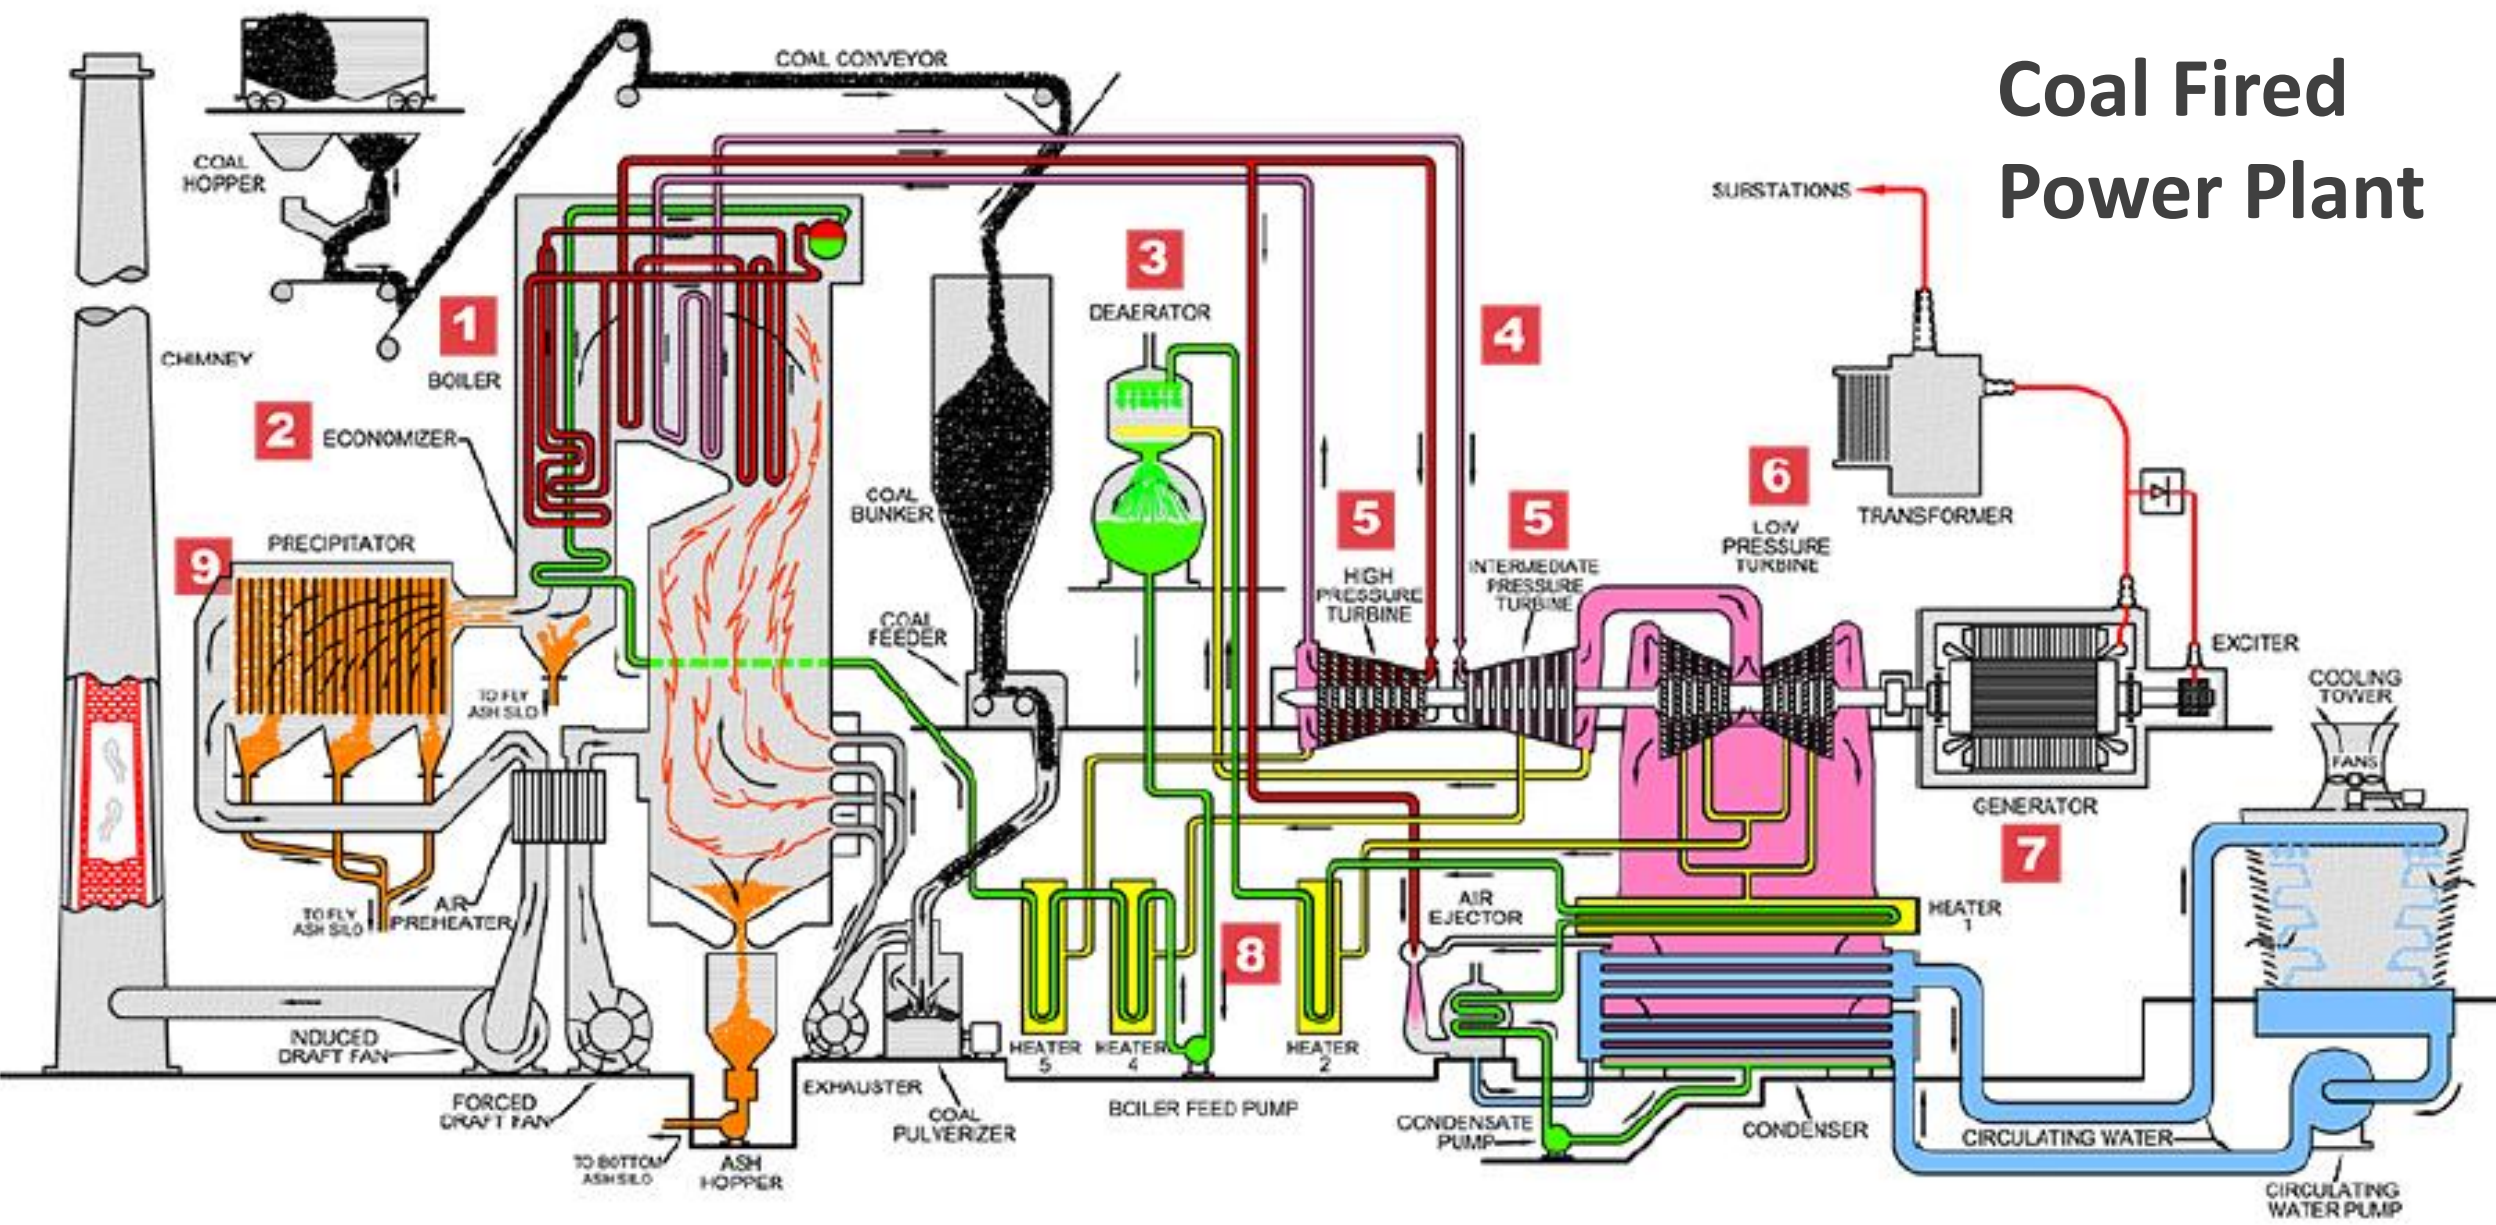 Coal Fired
Power Plant
COAL CONVEYOR
COAL
HOPPER
SUBSTATIONS
3
DEAERATOR
1
BOILER
4
CHIMNEY
2
ECONOMIZER
6
LOW
PRESSURE
TURBINE
TRANSFORMER
COAL
BUNKER
5
HIGH
PRESSURE
TURBINE
5
INTERMEDIATE
PRESSURE
TURBINE
9
PRECIPITATOR
COAL
FEEDER
EXCITER
COOLING
TOWER
FANS
TO FLY
ASH SILO
GENERATOR
7
AIR
PREHEATER
TO FLY
ASH SILO
AIR
EJECTOR
HEATER
1
8
INDUCED
DRAFT FAN
HEATER
5
HEATER
4
HEATER
2
FORCED
DRAFT FAN
EXHAUSTER
COAL
PULVERIZER
BOILER FEED PUMP
CONDENSATE
PUMP
CONDENSER
CIRCULATING WATER
TO BOTTOM
ASH SILO
ASH
HOPPER
CIRCULATING
WATER PUMP